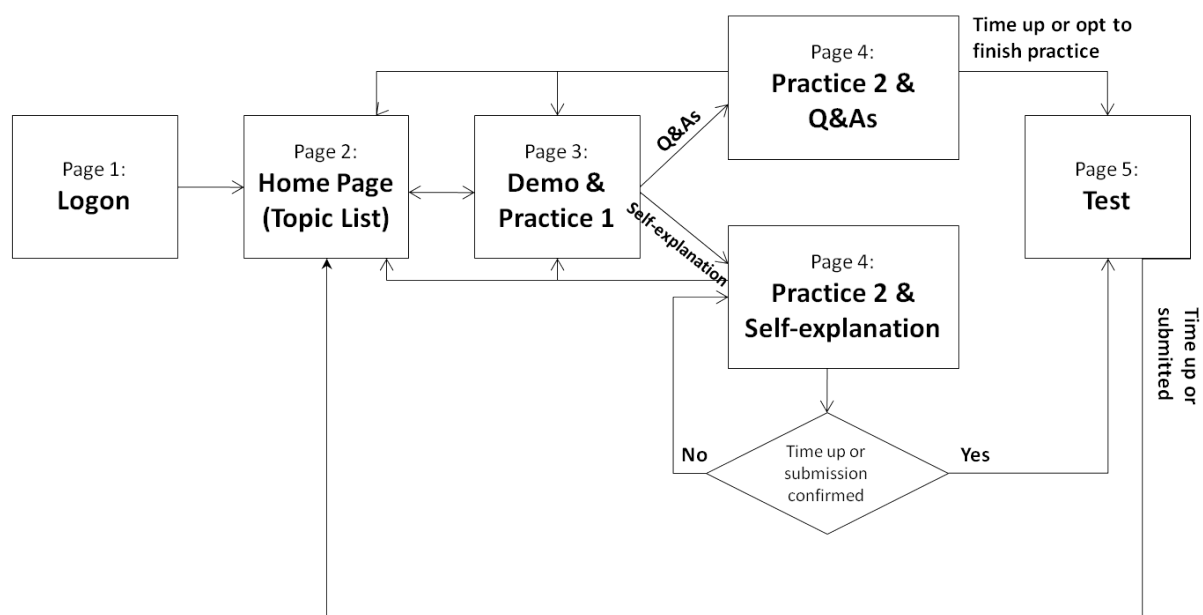 Page 1:
Logon
Page 2:
Home Page
(Topic List)
Page 3:
Demo &
Practice 1
Q&As
Self-explanation
Page 4:
Practice 2 &
Q&As
Time up or opt to
finish practice
Page 4:
Practice 2 &
Self-explanation
Page 5:
Test
Time up or
submitted
No
Time up or
submission
confirmed
Yes